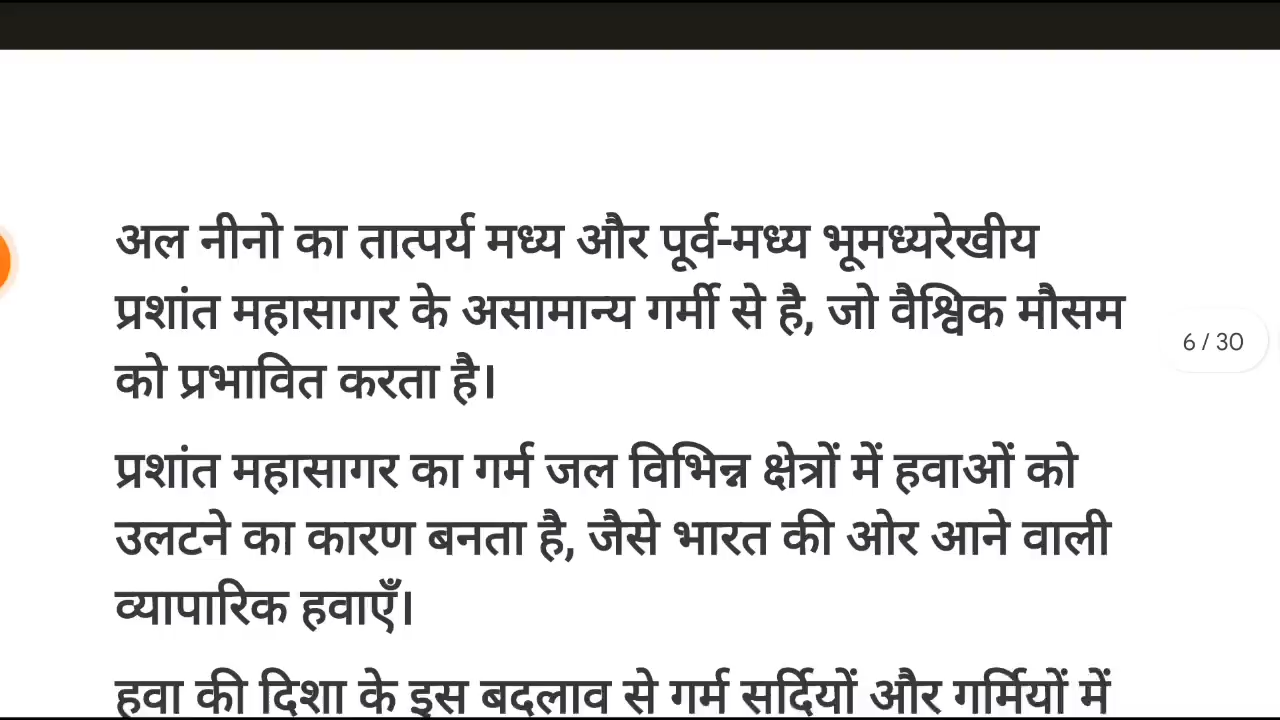 अल नीनो का तात्पर्य मध्य और पूर्व-मध्य भूमध्यरेखीय
प्रशांत महासागर के असामान्य गर्मी से है, जो वैश्विक मौसम
को प्रभावित करता है।
6 / 30
प्रशांत महासागर का गर्म जल विभिन्न क्षेत्रों में हवाओं को
उलटने का कारण बनता है, जैसे भारत की ओर आने वाली
व्यापारिक हवाएँ।
हवा की दिशा के इस बदलाव से गर्म सर्दियों और गर्मियों में